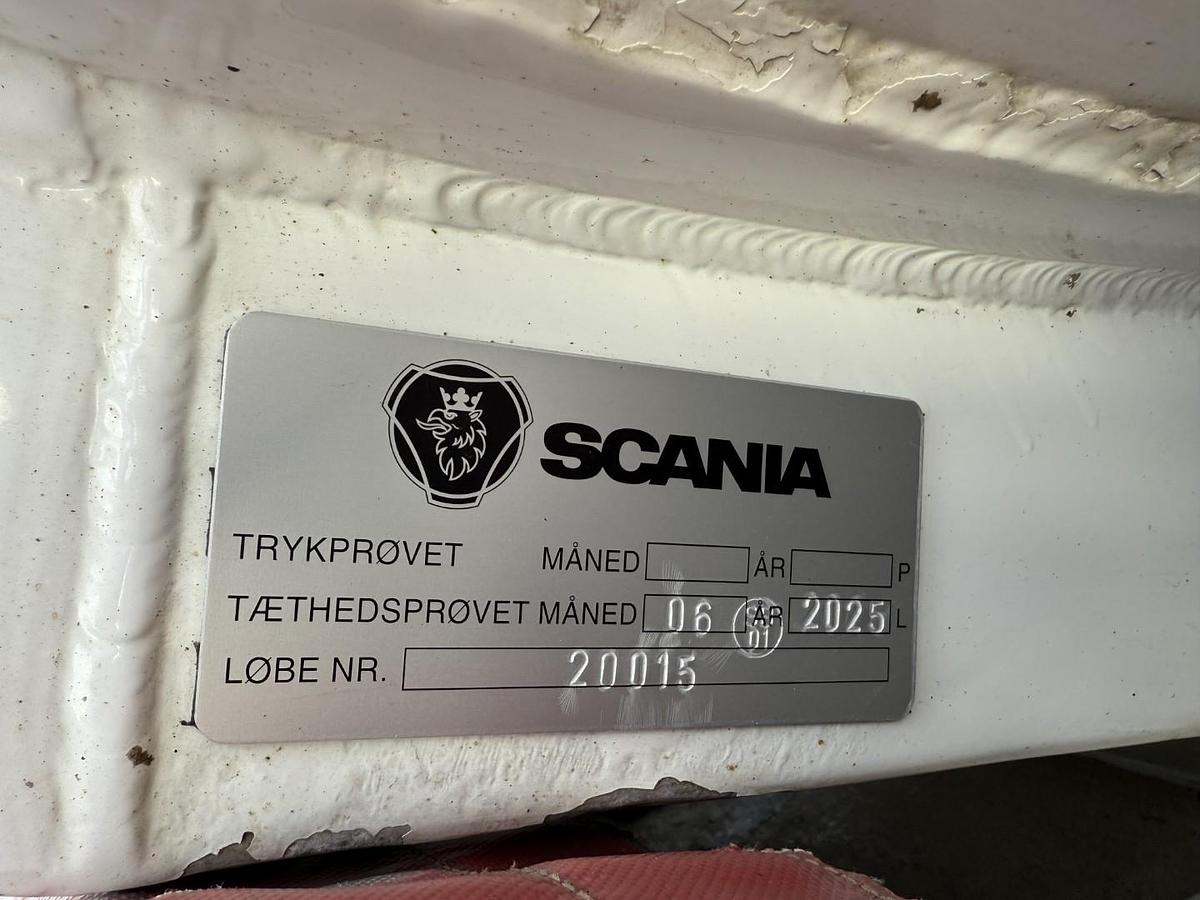 SCANIA
TRYKPRØVET MÅNED ÅR P
TÆTHEDSPRØVET MÅNED 06 ÅR 2025 L
LØBE NR. 20015